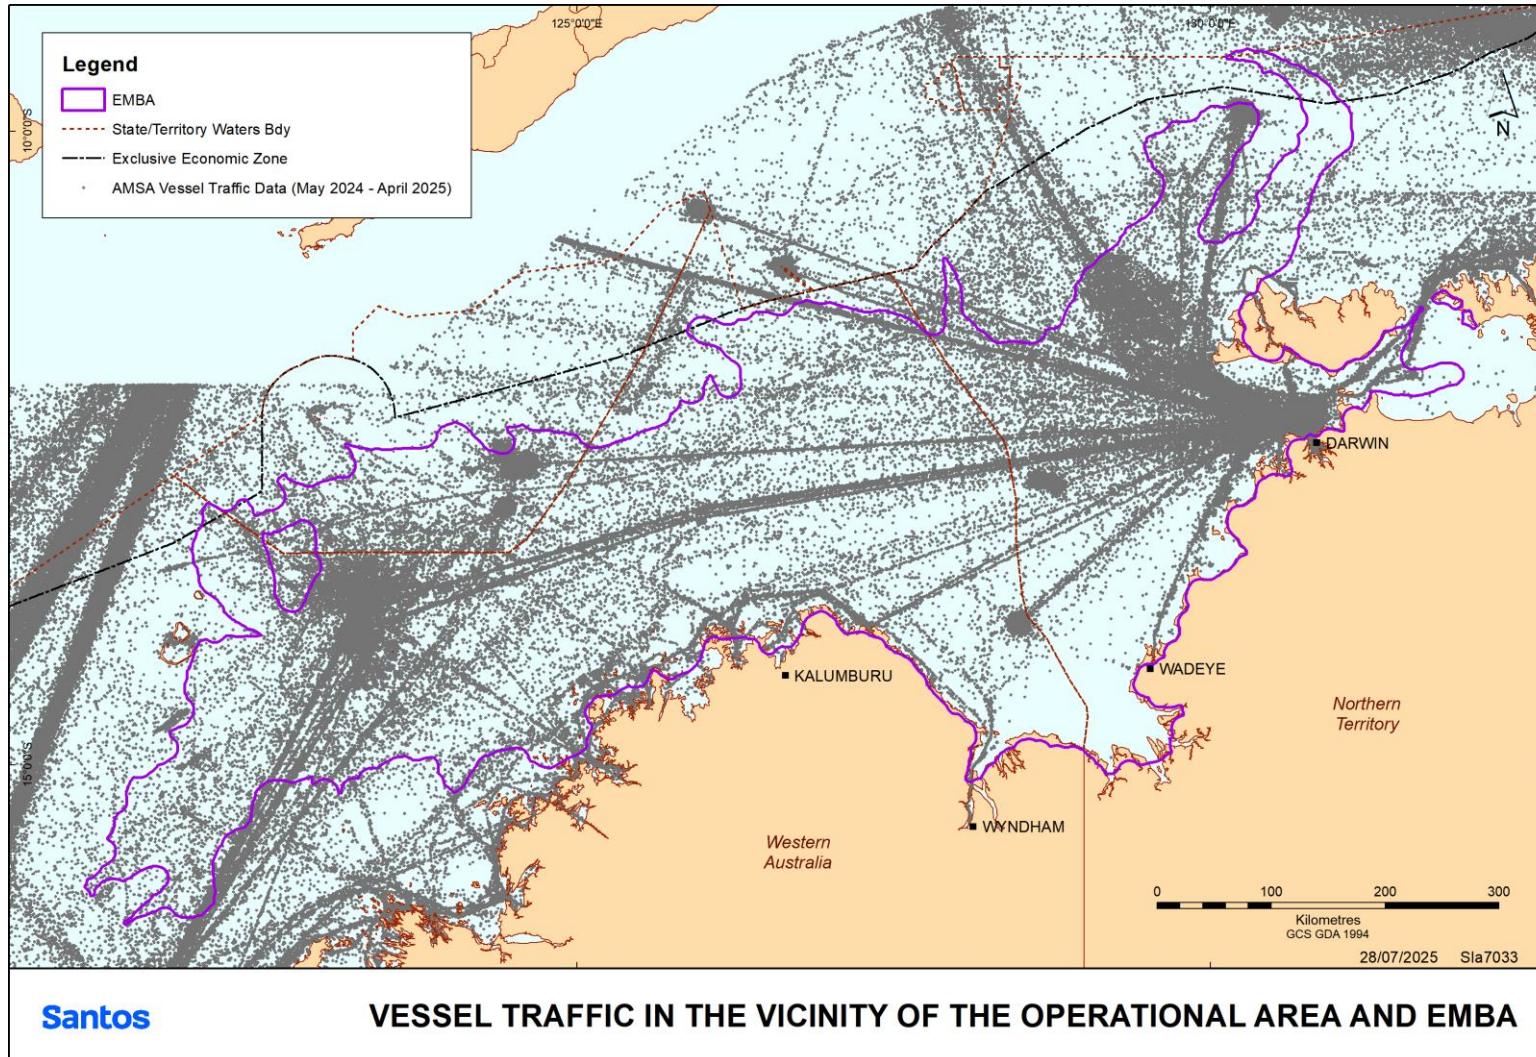 125°0'0"E
130°0'0"E
Legend
EMBA
State/Territory Waters Bdy
Exclusive Economic Zone
AMSA Vessel Traffic Data (May 2024 - April 2025)
10°0'0"S
N
DARWIN
WADEYE
KALUMBURU
Northern
Territory
15°0'0"S
WYNDHAM
Western
Australia
0 100 200 300
Kilometres
GCS GDA 1994
28/07/2025 Sla7033
Santos
VESSEL TRAFFIC IN THE VICINITY OF THE OPERATIONAL AREA AND EMBA